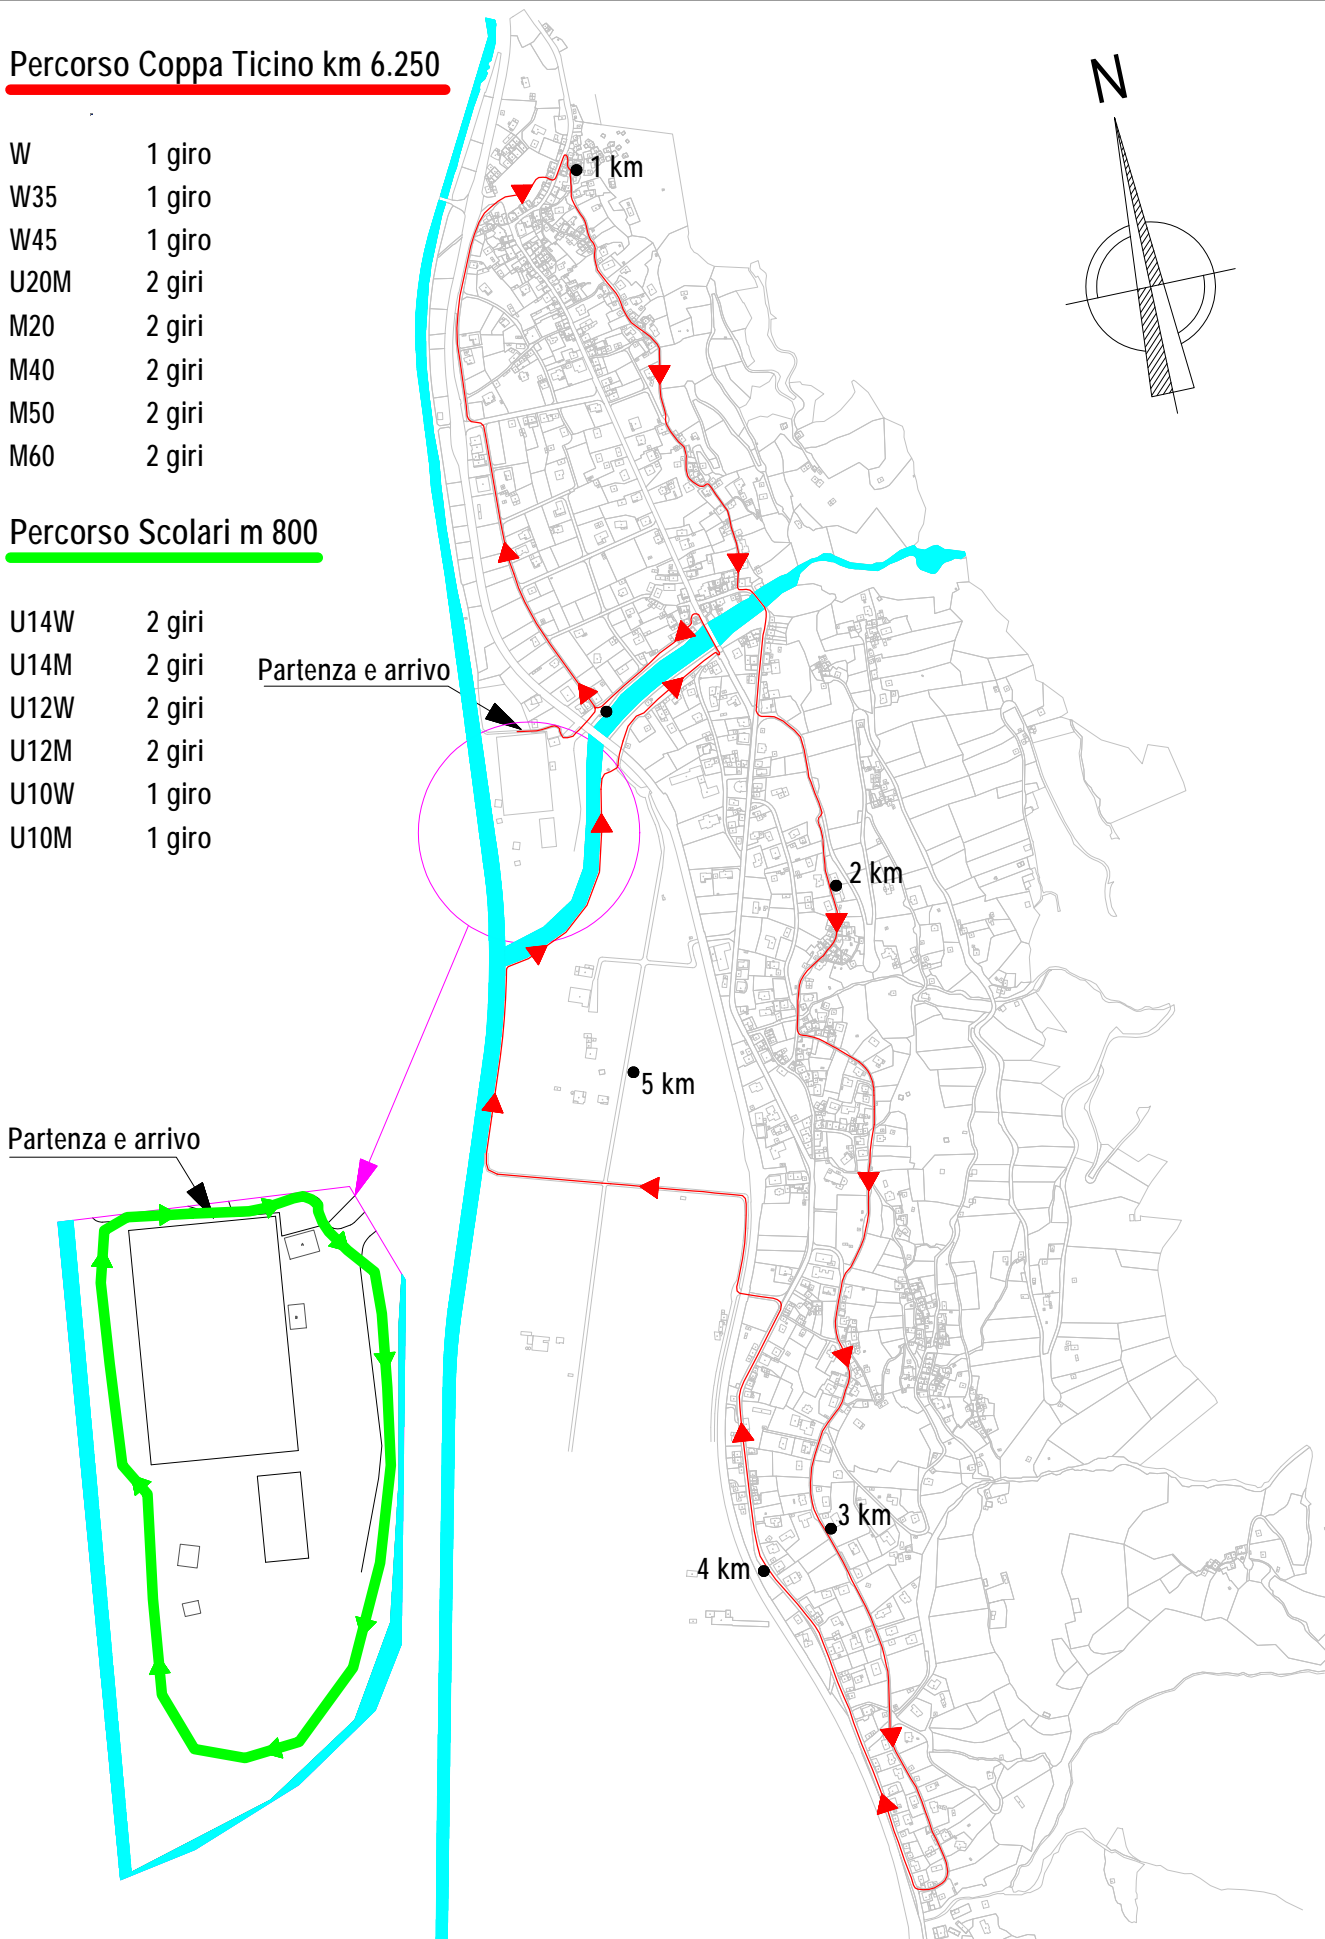 Percorso Coppa Ticino km 6.250
W 1 giro
W35 1 giro
W45 1 giro
U20M 2 giri
M20 2 giri
M40 2 giri
M50 2 giri
M60 2 giri
Percorso Scolari m 800
U14W 2 giri
U14M 2 giri
U12W 2 giri
U12M 2 giri
U10W 1 giro
U10M 1 giro
Partenza e arrivo
Partenza e arrivo
N
1 km
2 km
3 km
4 km
5 km